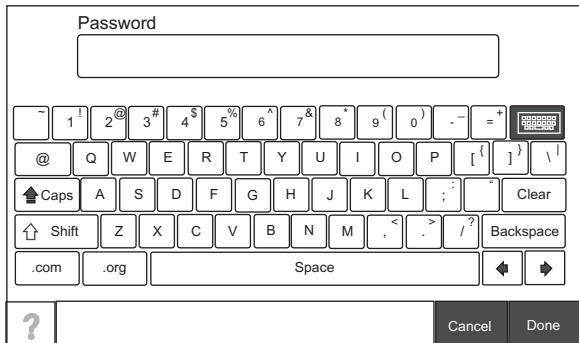 Password
~ 1 ! 2 @ 3 # 4 $ 5 % 6 ^ 7 & 8 * 9 ( 0 ) - _ = +
@ Q W E R T Y U I O P [ { ] } \ |
Caps A S D F G H J K L ; : “ Clear
Shift Z X C V B N M , < . > / ? Backspace
.com .org Space
? Cancel Done